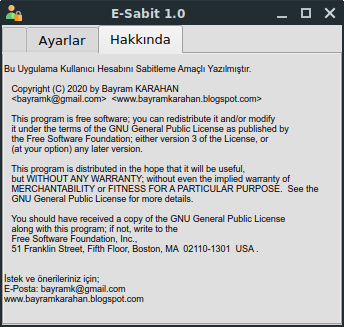 E-Sabit 1.0
Ayarlar
Hakkında
Bu Uygulama Kullanıcı Hesabını Sabitleme Amaçlı Yazılmıştır.
Copyright (C) 2020 by Bayram KARAHAN
<bayramk@gmail.com> <www.bayramkarahan.blogspot.com>
This program is free software; you can redistribute it and/or modify
it under the terms of the GNU General Public License as published by
the Free Software Foundation; either version 3 of the License, or
(at your option) any later version.
This program is distributed in the hope that it will be useful,
but WITHOUT ANY WARRANTY; without even the implied warranty of
MERCHANTABILITY or FITNESS FOR A PARTICULAR PURPOSE. See the
GNU General Public License for more details.
You should have received a copy of the GNU General Public License
along with this program; if not, write to the
Free Software Foundation, Inc.,
51 Franklin Street, Fifth Floor, Boston, MA 02110-1301 USA .
İstek ve önerileriniz için;
E-Posta: bayramk@gmail.com
www.bayramkarahan.blogspot.com